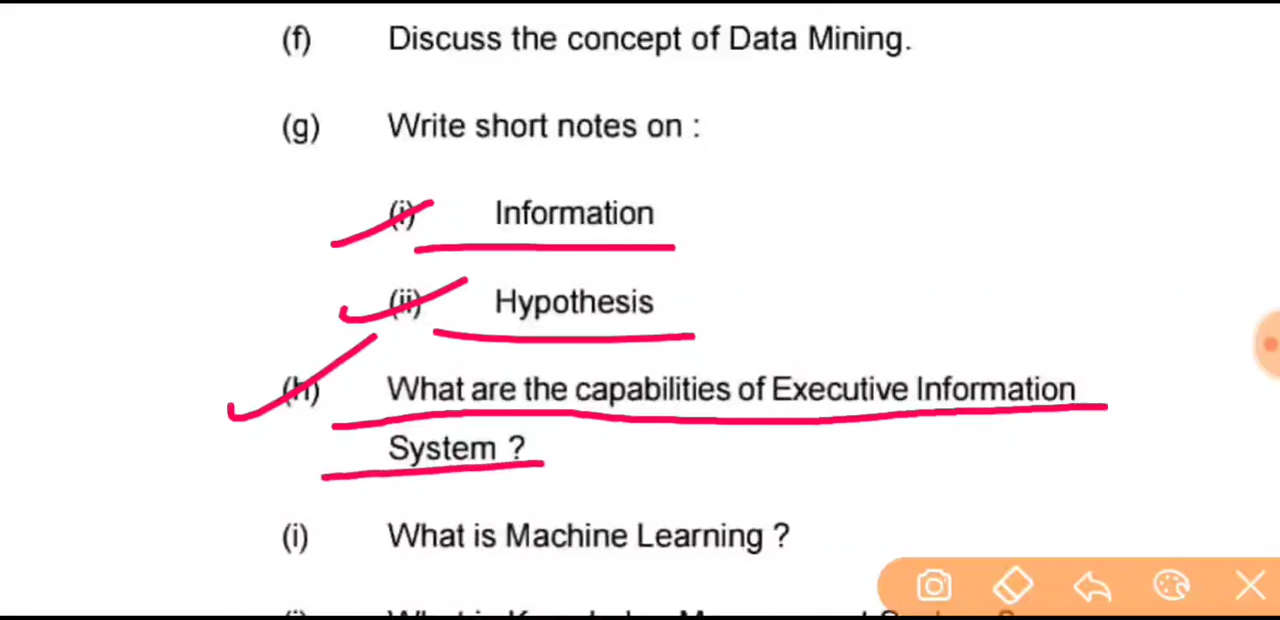 (f) Discuss the concept of Data Mining.
(g) Write short notes on :
(i) Information
(ii) Hypothesis
(h) What are the capabilities of Executive Information
System ?
(i) What is Machine Learning ?